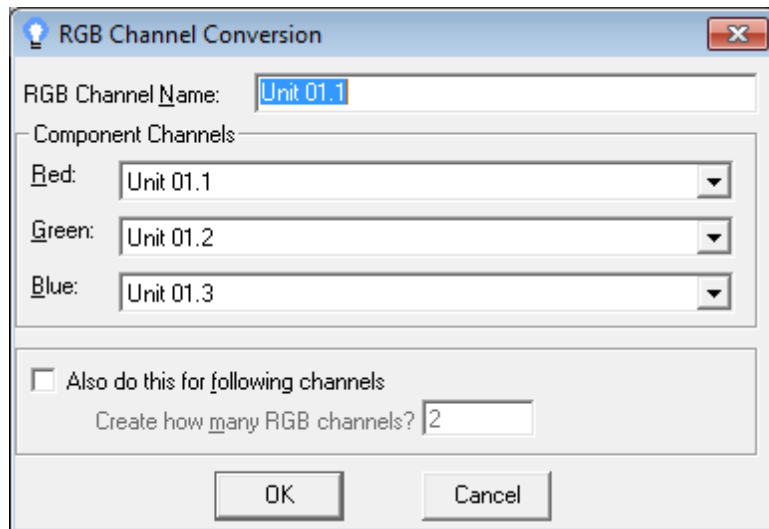 RGB Channel Conversion
RGB Channel Name: Unit 01.1
Component Channels
Red: Unit 01.1
Green: Unit 01.2
Blue: Unit 01.3
Also do this for following channels
Create how many RGB channels? 2
OK Cancel